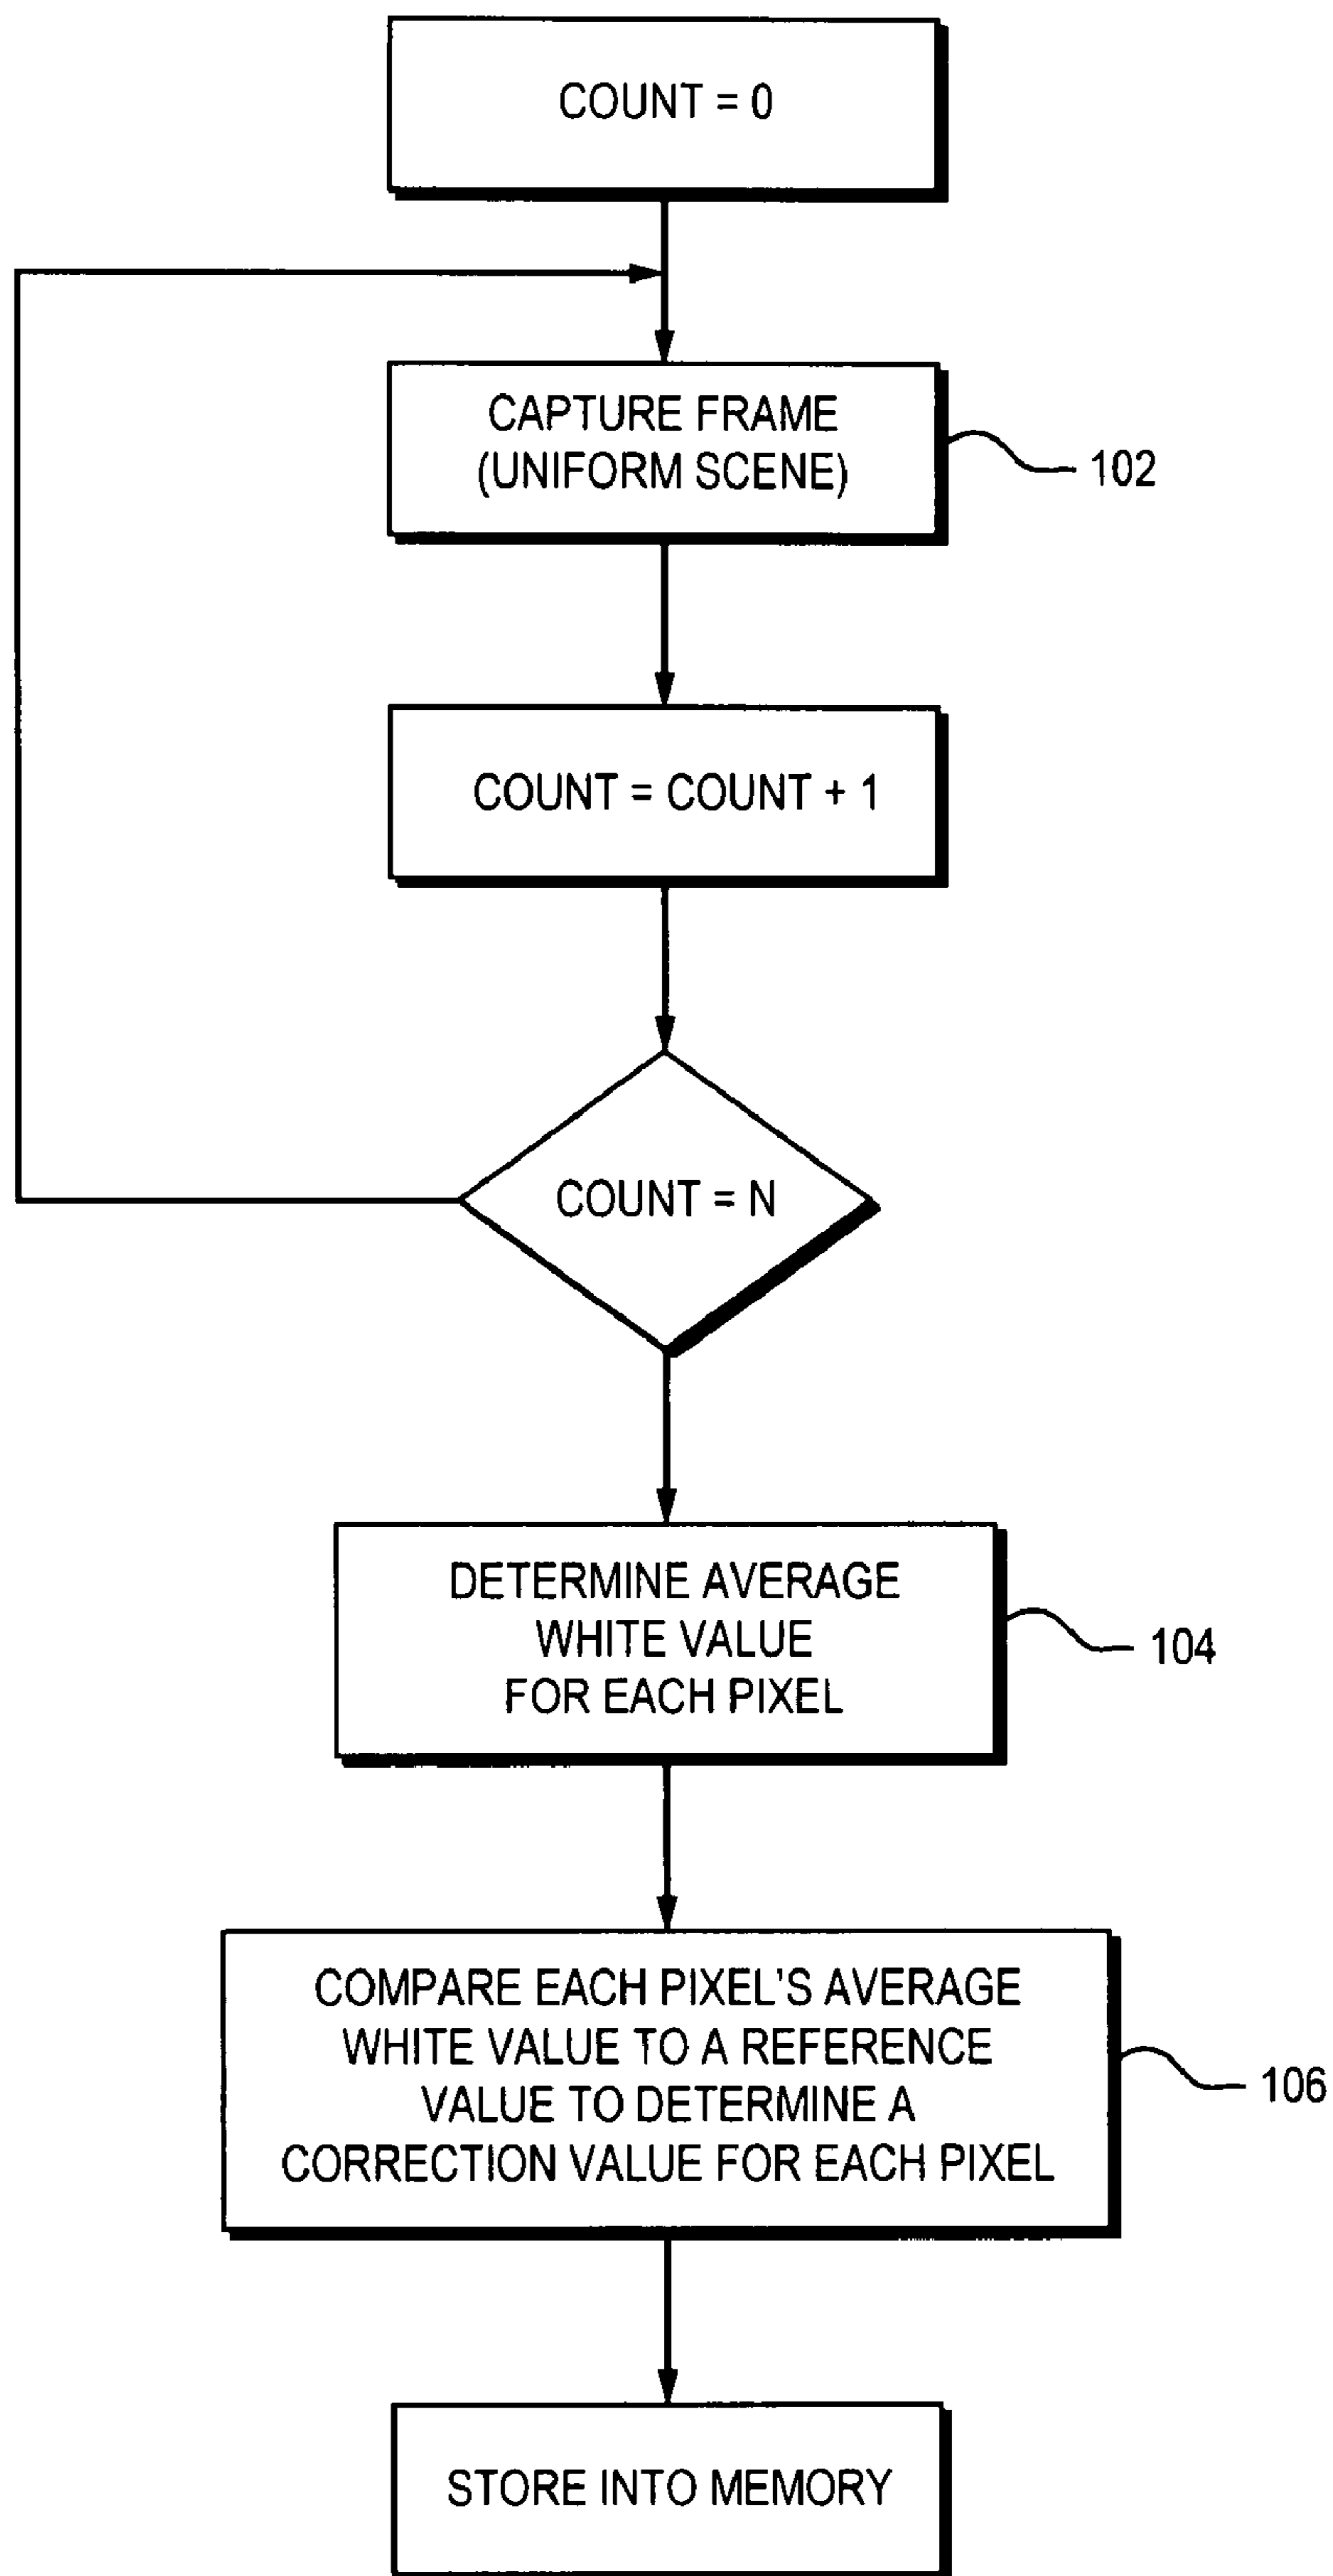 COUNT = 0
CAPTURE FRAME
(UNIFORM SCENE)
102
COUNT = COUNT + 1
COUNT = N
DETERMINE AVERAGE
WHITE VALUE
FOR EACH PIXEL
104
COMPARE EACH PIXEL'S AVERAGE
WHITE VALUE TO A REFERENCE
VALUE TO DETERMINE A
CORRECTION VALUE FOR EACH PIXEL
106
STORE INTO MEMORY